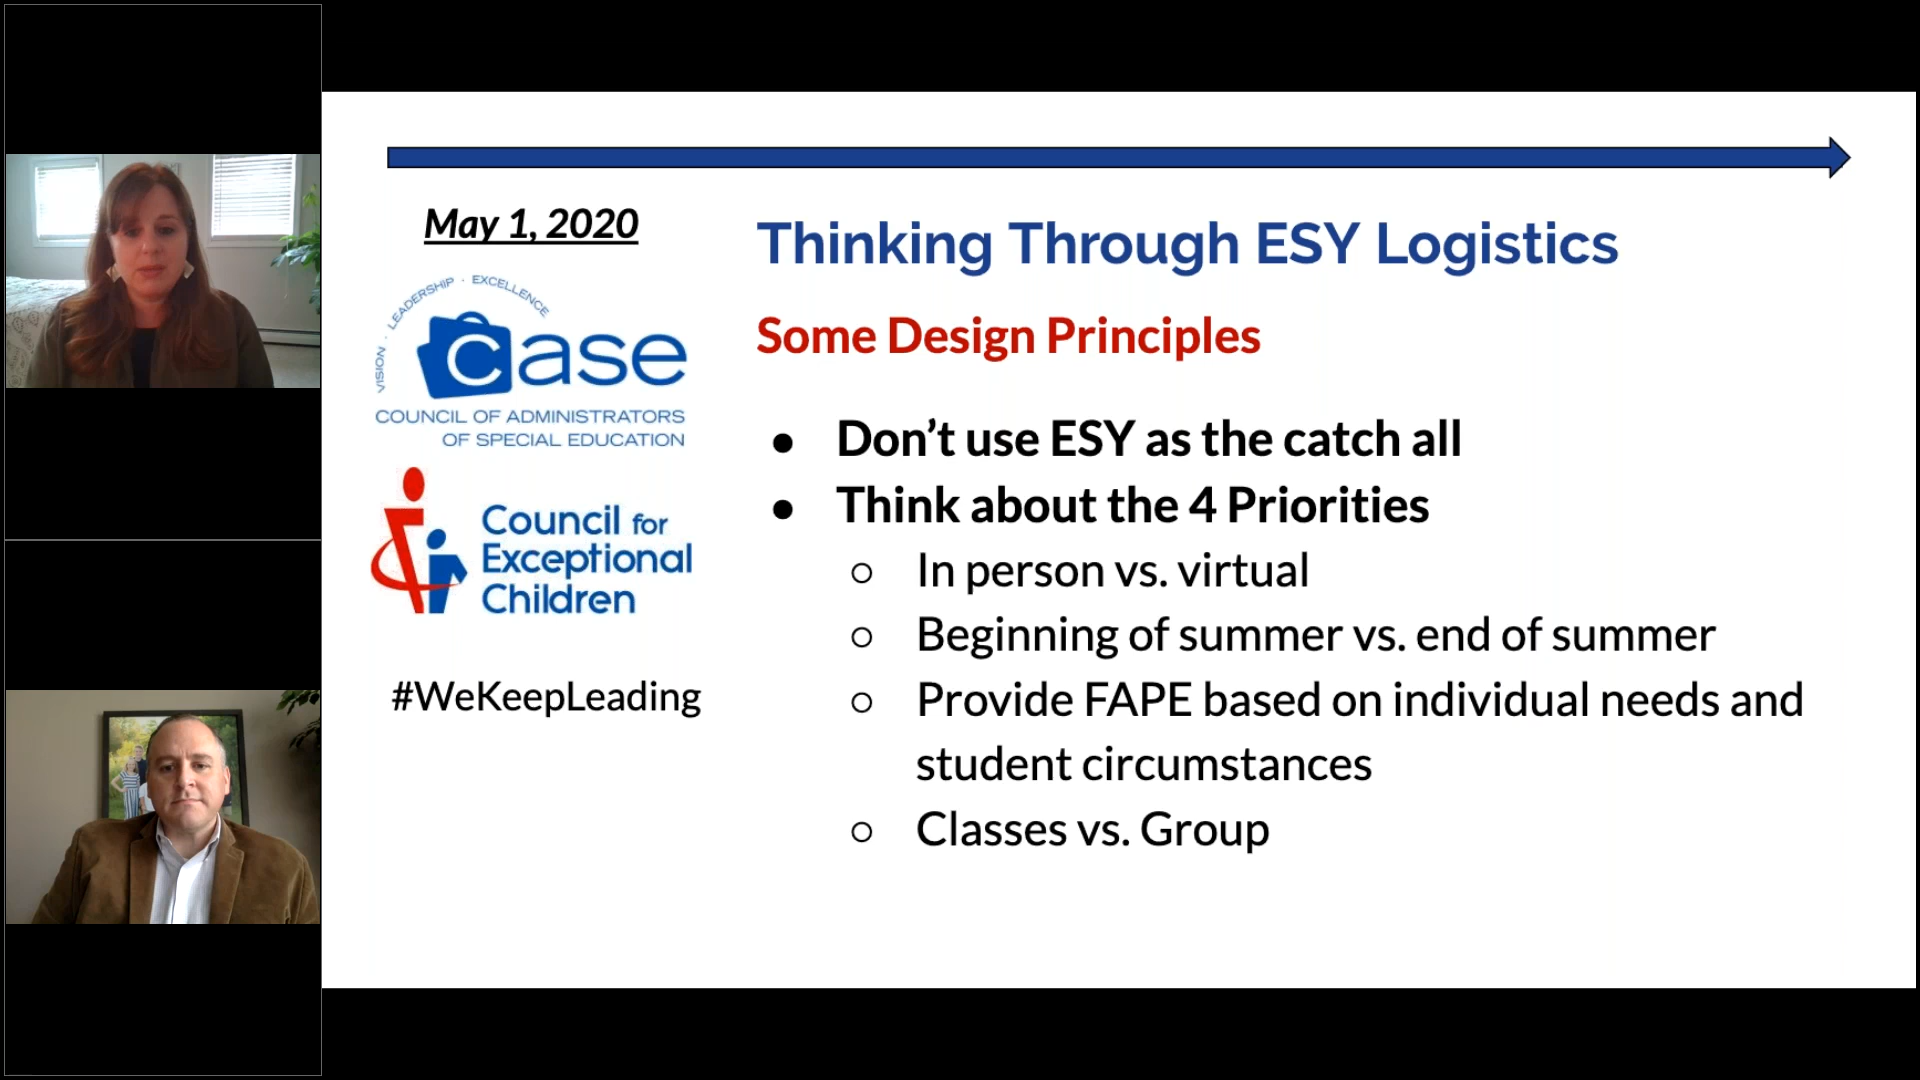 May 1, 2020
VISION · LEADERSHIP · EXCELLENCE
case
COUNCIL OF ADMINISTRATORS
OF SPECIAL EDUCATION
Council for
Exceptional
Children
#WeKeepLeading
Thinking Through ESY Logistics
Some Design Principles
● Don’t use ESY as the catch all
● Think about the 4 Priorities
○ In person vs. virtual
○ Beginning of summer vs. end of summer
○ Provide FAPE based on individual needs and
student circumstances
○ Classes vs. Group